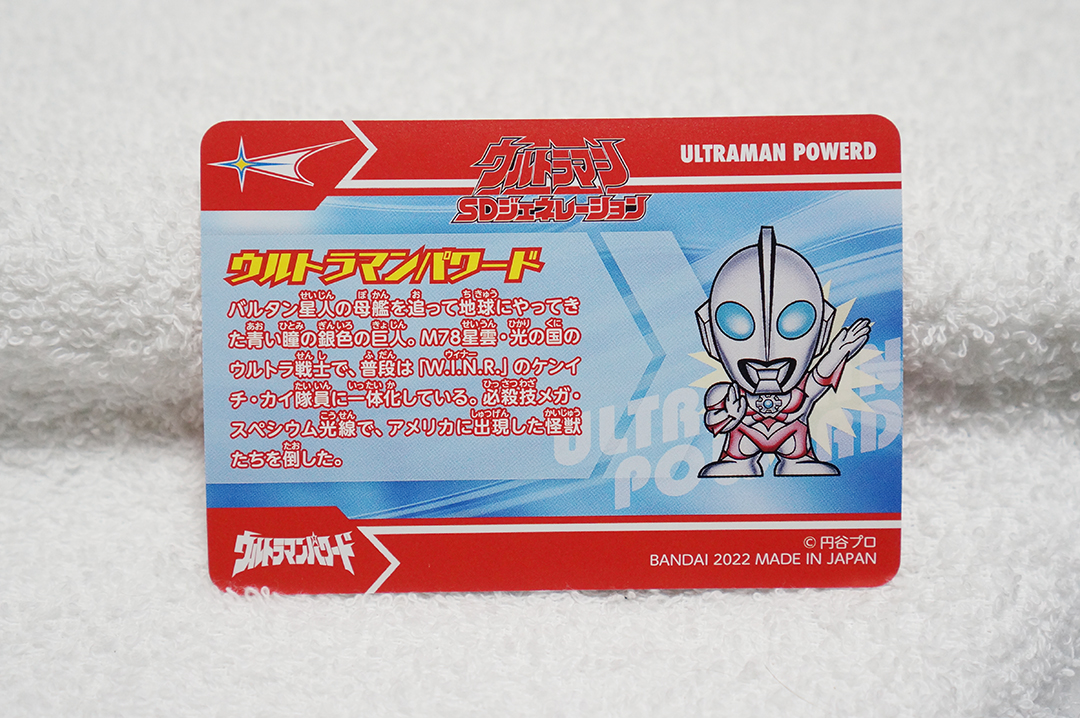 ULTRAMAN POWERD
ウルトラマン
SDジェネレーション
ウルトラマンパワード
バルタン星人の母艦を追って地球にやってき
た青い瞳の銀色の巨人。M78星雲・光の国の
ウルトラ戦士で、普段は「W.I.N.R.」のケンイ
チ・カイ隊員に一体化している。必殺技メガ・
スペシウム光線で、アメリカに出現した怪獣
たちを倒した。
ウルトラマンパワード
©円谷プロ
BANDAI 2022 MADE IN JAPAN